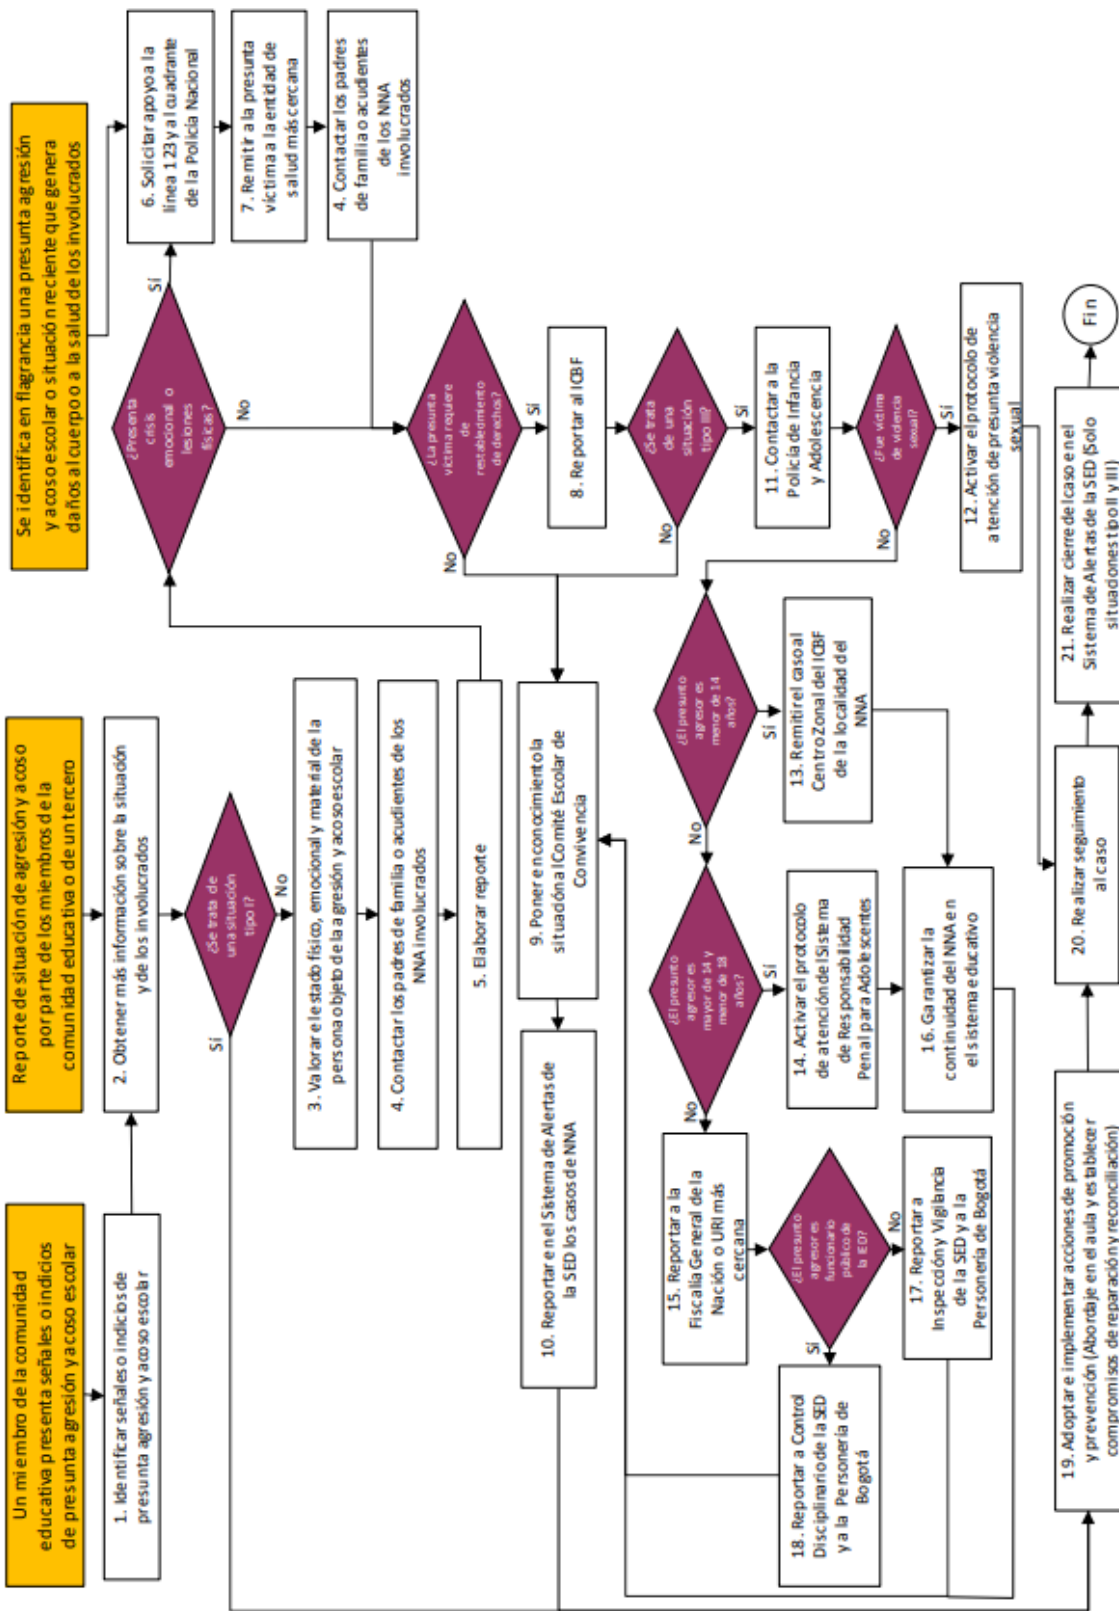 Un miembro de la comunidad
educativa presenta señales o indicios
de presunta agresión y acoso escolar
1. Identificar señales o indicios de
presunta agresión y acoso escolar
Reporte de situación de agresión y acoso
por parte de los miembros de la
comunidad educativa o de un tercero
2. Obtener más información sobre la situación
y de los involucrados
¿Se trata de
una situación
tipo I?
Sí
No
3. Valorar el estado físico, emocional y material de la
persona objeto de la agresión y acoso escolar
4. Contactar los padres de familia o acudientes de los
NNA involucrados
5. Elaborar reporte
Se identifica en flagrancia una presunta agresión
y acoso escolar o situación reciente que genera
daños al cuerpo o a la salud de los involucrados
¿Presenta
crisis
emocional o
lesiones
físicas?
Sí
No
6. Solicitar apoyo a la
línea 123 y al cuadrante
de la Policía Nacional
7. Remitir a la presunta
víctima a la entidad de
salud más cercana
4. Contactar los padres
de familia o acudientes
de los NNA
involucrados
¿La presunta
víctima requiere
de
restablecimiento
de derechos?
No
Sí
8. Reportar al ICBF
¿Se trata
de una
situación
tipo III?
No
Sí
11. Contactar a la
Policía de Infancia
y Adolescencia
¿Fue víctima
de violencia
sexual?
No
Sí
12. Activar el protocolo de
atención de presunta violencia
sexual
9. Poner en conocimiento la
situación al Comité Escolar de
Convivencia
10. Reportar en el Sistema de Alertas de
la SED los casos de NNA
¿El presunto
agresor es
menor de 14
años?
No
Sí
13. Remitir el caso al
Centro Zonal del ICBF
de la localidad del
NNA
¿El presunto
agresor es
mayor de 14 y
menor de 18
años?
No
Sí
14. Activar el protocolo
de atención del Sistema
de Responsabilidad
Penal para Adolescentes
16. Garantizar la
continuidad del NNA en
el sistema educativo
15. Reportar a la
Fiscalía General de la
Nación o URI más
cercana
¿El presunto
agresor es
funcionario
público de
la IED?
Sí
No
17. Reportar a
Inspección y Vigilancia
de la SED y a la
Personería de Bogotá
18. Reportar a Control
Disciplinario de la SED
y a la Personería de
Bogotá
19. Adoptar e implementar acciones de promoción
y prevención (Abordaje en el aula y establecer
compromisos de reparación y reconciliación)
20. Realizar seguimiento
al caso
21. Realizar cierre del caso en el
Sistema de Alertas de la SED (Solo
situaciones tipo II y III)
Fin